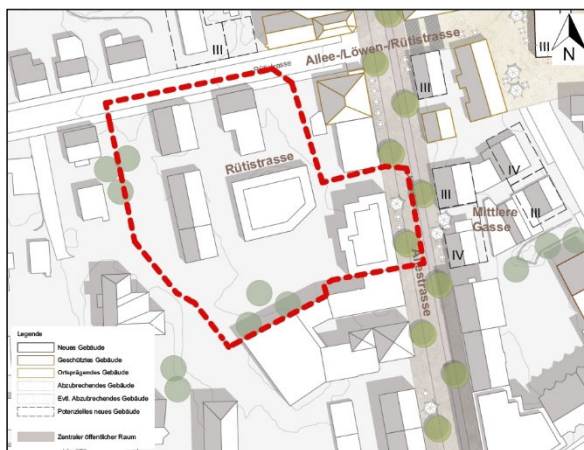 III
III
N
Allee-/Löwen-/Rütistrasse
Rütistrasse
III
Rütistrasse
IV
III
Mittlere
Gasse
III
IV
Legende
Neues Gebäude
Geschütztes Gebäude
Ortsprägendes Gebäude
Abzubrechendes Gebäude
Evtl. Abzubrechendes Gebäude
Potenzielles neues Gebäude
Zentraler öffentlicher Raum